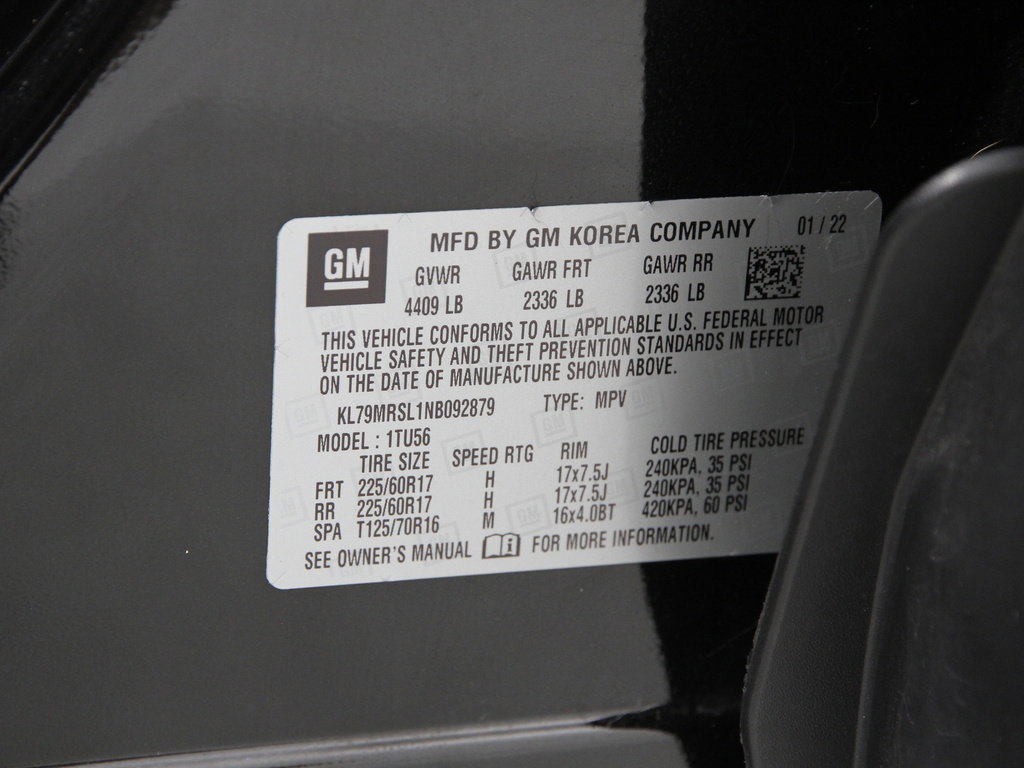 GM
MFD BY GM KOREA COMPANY 01 / 22
GVWR GAWR FRT GAWR RR
4409 LB 2336 LB 2336 LB
THIS VEHICLE CONFORMS TO ALL APPLICABLE U.S. FEDERAL MOTOR
VEHICLE SAFETY AND THEFT PREVENTION STANDARDS IN EFFECT
ON THE DATE OF MANUFACTURE SHOWN ABOVE.
KL79MRSL1NB092879 TYPE: MPV
MODEL : 1TU56
TIRE SIZE SPEED RTG RIM COLD TIRE PRESSURE
FRT 225/60R17 H 17x7.5J 240KPA, 35 PSI
RR 225/60R17 H 17x7.5J 240KPA, 35 PSI
SPA T125/70R16 M 16x4.0BT 420KPA, 60 PSI
SEE OWNER'S MANUAL i FOR MORE INFORMATION.